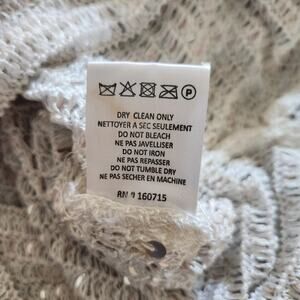 P
DRY CLEAN ONLY
NETTOYER A SEC SEULEMENT
DO NOT BLEACH
NE PAS JAVELLISER
DO NOT IRON
NE PAS REPASSER
DO NOT TUMBLE DRY
NE PAS SECHER EN MACHINE
RN # 160715